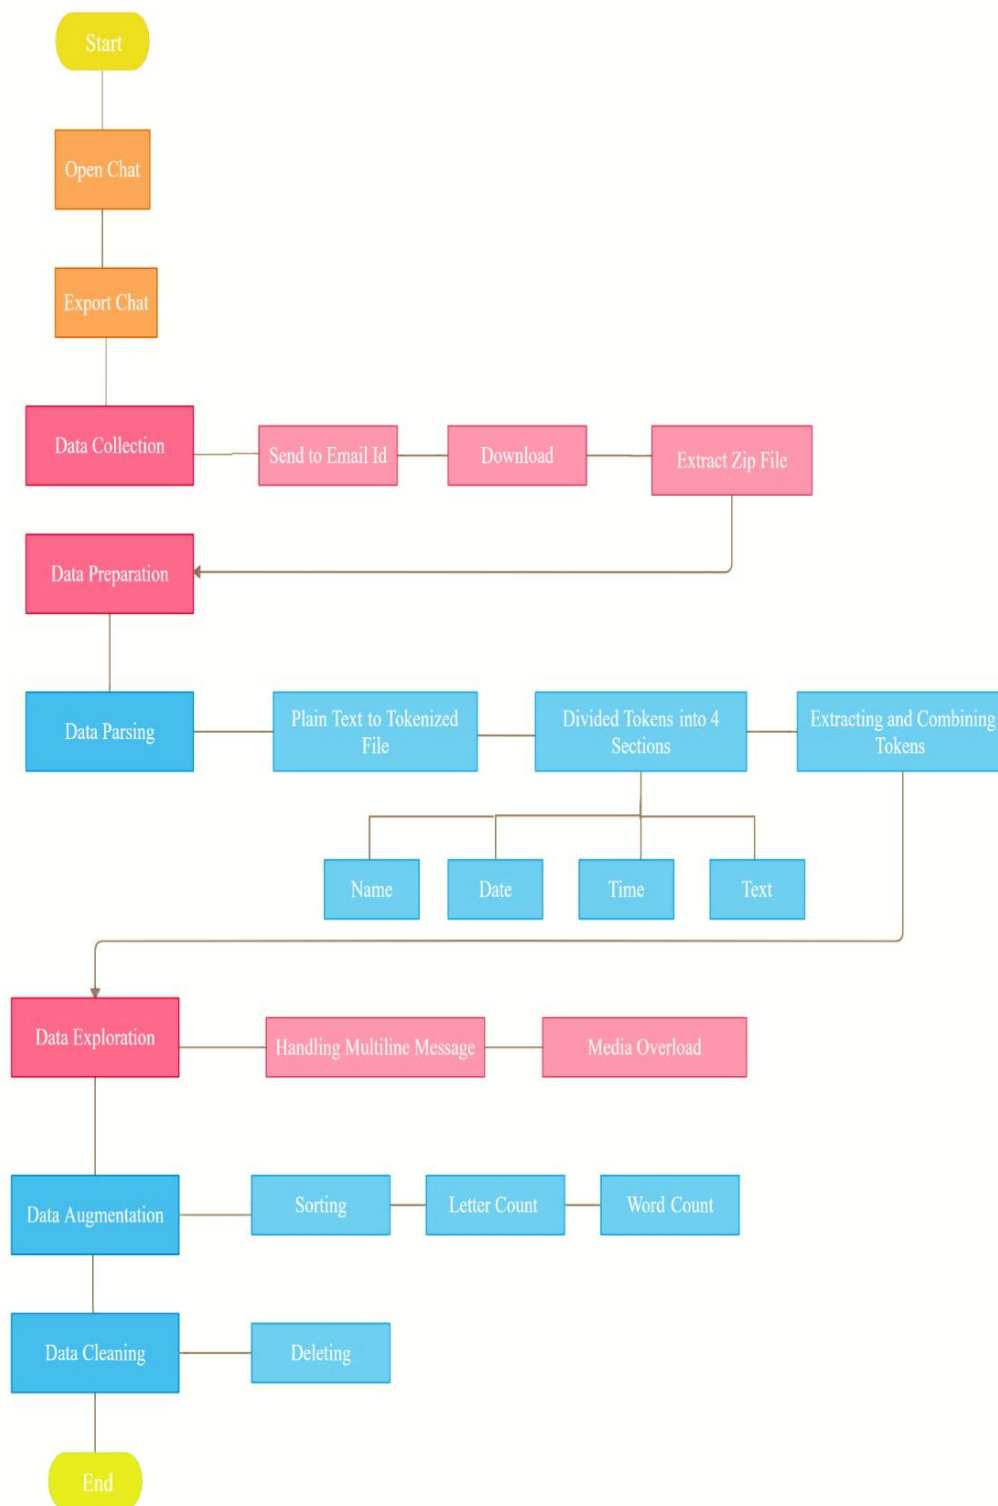 Start
Open Chat
Export Chat
Data Collection
Send to Email Id
Download
Extract Zip File
Data Preparation
Data Parsing
Plain Text to Tokenized
File
Divided Tokens into 4
Sections
Extracting and Combining
Tokens
Name
Date
Time
Text
Data Exploration
Handling Multiline Message
Media Overload
Data Augmentation
Sorting
Letter Count
Word Count
Data Cleaning
Deleting
End